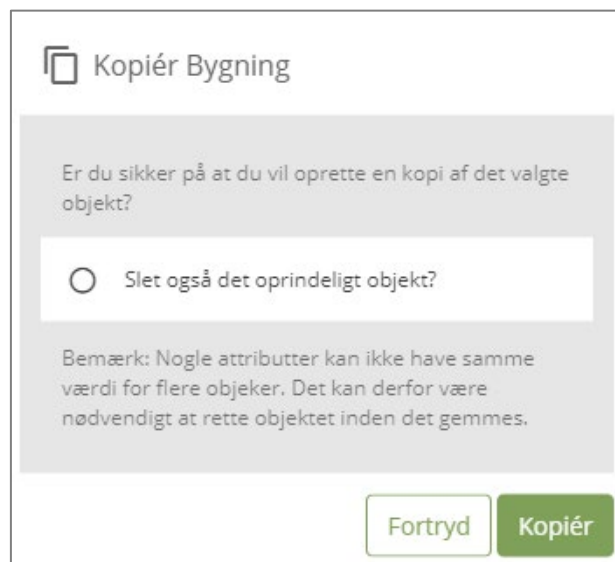 Kopiér Bygning
Er du sikker på at du vil oprette en kopi af det valgte
objekt?
Slet også det oprindeligt objekt?
Bemærk: Nogle attributter kan ikke have samme
værdi for flere objeker. Det kan derfor være
nødvendigt at rette objektet inden det gemmes.
Fortryd
Kopiér